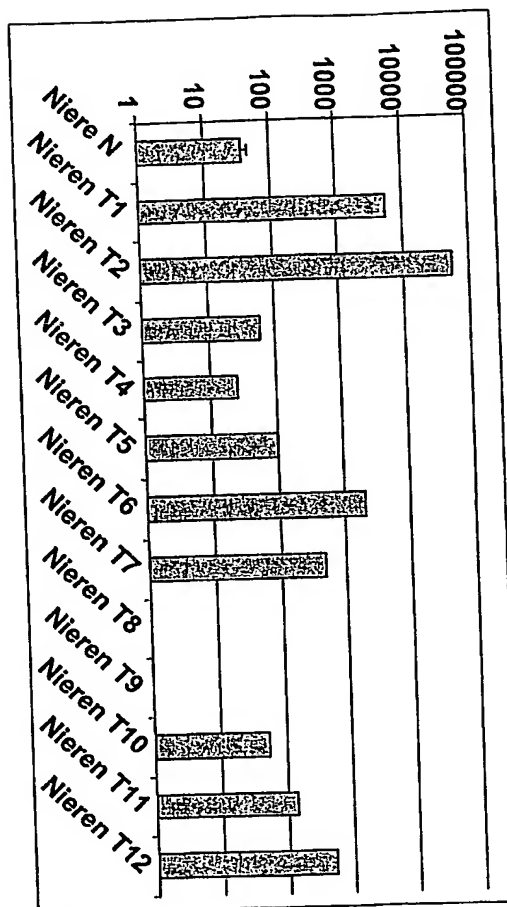 100000
10000
1000
100
10
1
Niere N
Nieren T1
Nieren T2
Nieren T3
Nieren T4
Nieren T5
Nieren T6
Nieren T7
Nieren T8
Nieren T9
Nieren T10
Nieren T11
Nieren T12